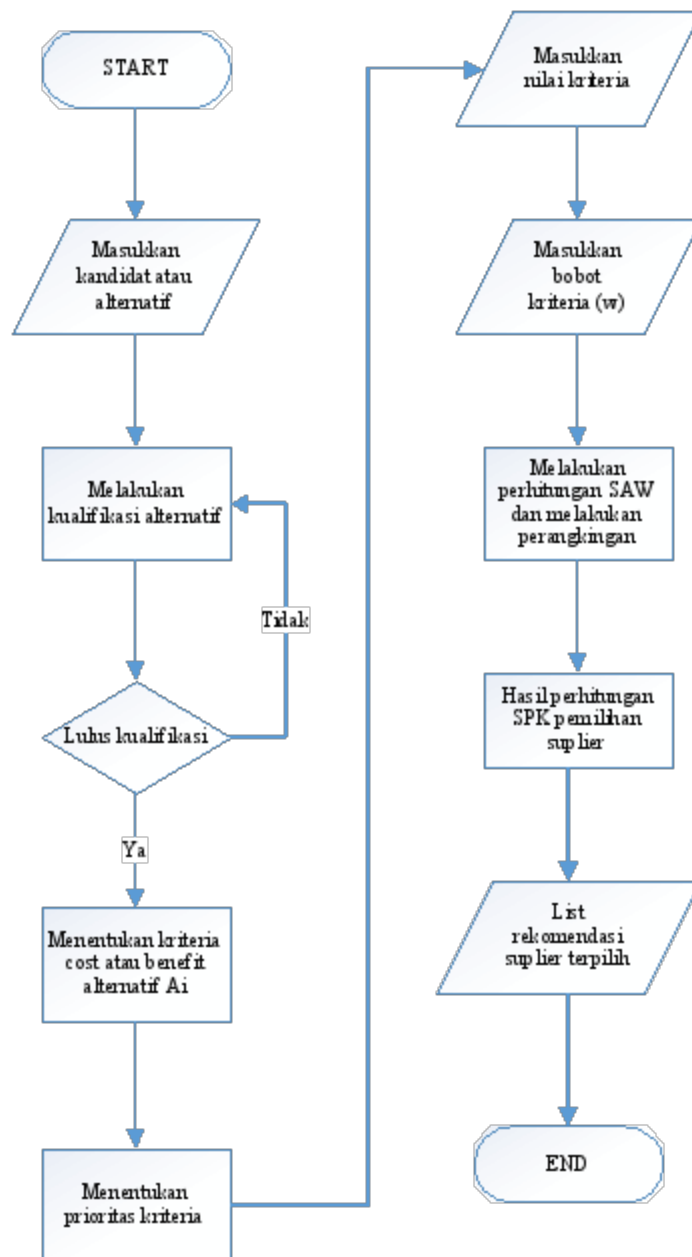 START
Masukkan
kandidat atau
alternatif
Melakukan
kualifikasi alternatif
Tidak
Lulus kualifikasi
Ya
Menentukan kriteria
cost atau benefit
alternatif Ai
Menentukan
prioritas kriteria
Masukkan
nilai kriteria
Masukkan
bobot
kriteria (w)
Melakukan
perhitungan SAW
dan melakukan
perangkingan
Hasil perhitungan
SPK pemilihan
suplier
List
rekomendasi
suplier terpilih
END